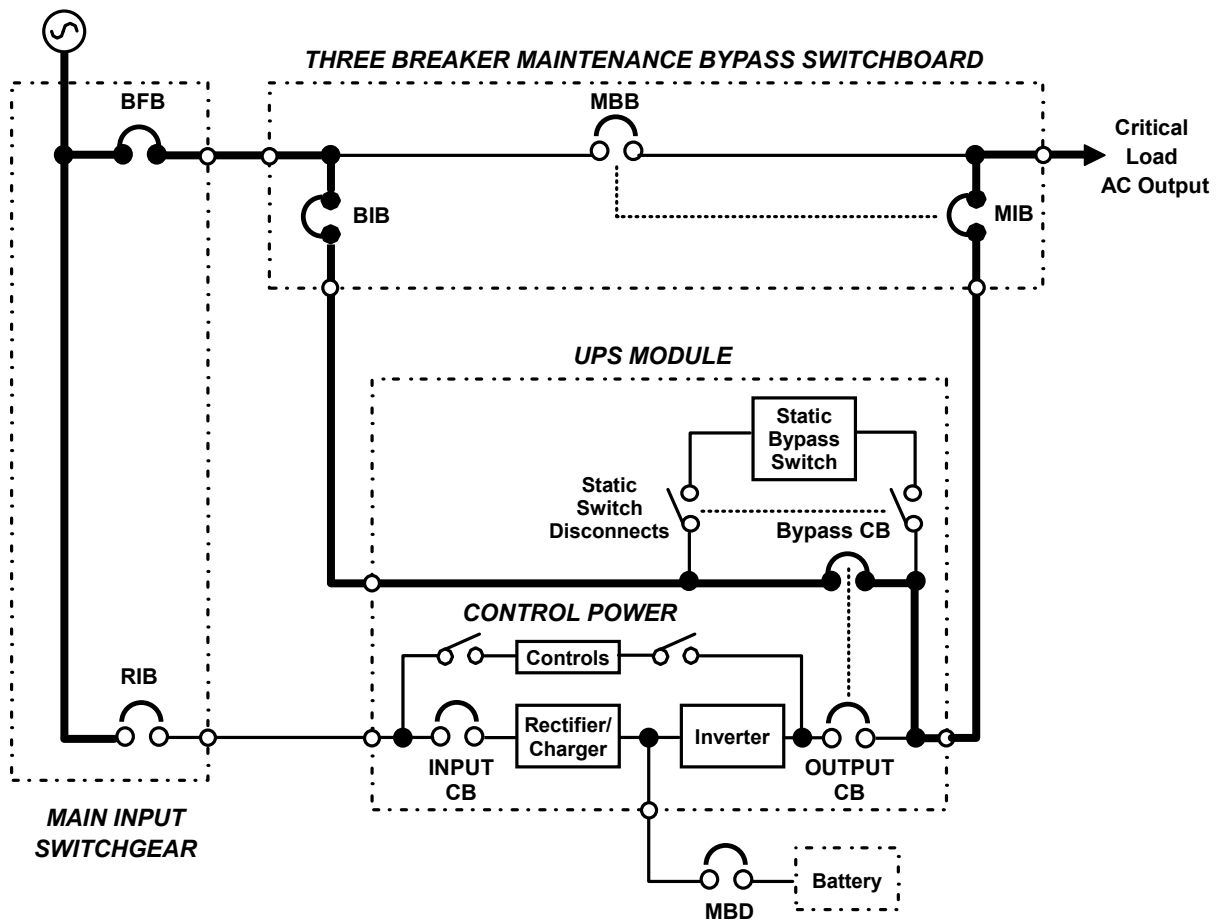 THREE BREAKER MAINTENANCE BYPASS SWITCHBOARD
BFB
MBB
Critical
Load
AC Output
BIB
MIB
UPS MODULE
Static
Bypass
Switch
Static
Switch
Disconnects
Bypass CB
CONTROL POWER
Controls
RIB
Rectifier/
Charger
Inverter
INPUT
CB
OUTPUT
CB
MAIN INPUT
SWITCHGEAR
Battery
MBD